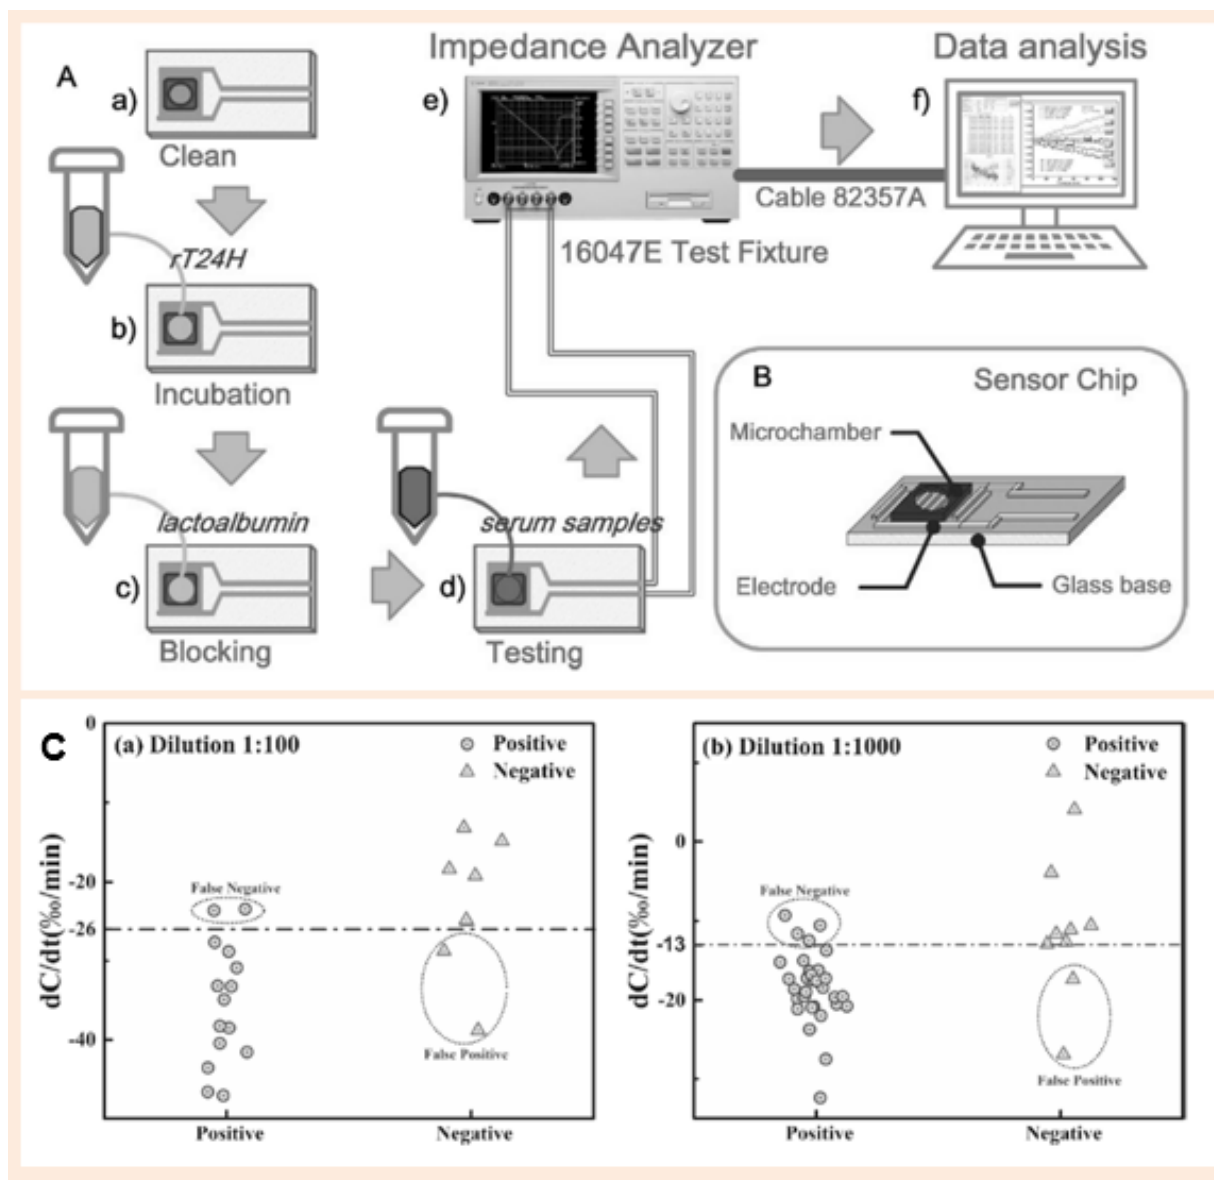 A
a)
Clean
rT24H
b)
Incubation
lactoalbumin
c)
Blocking
serum samples
d)
Testing
Impedance Analyzer
e)
16047E Test Fixture
Cable 82357A
Data analysis
f)
B
Sensor Chip
Microchamber
Electrode
Glass base
C
(a) Dilution 1:100
Positive
Negative
dC/dt(‰/min)
0
-20
-26
-40
False Negative
False Positive
Positive
Negative
(b) Dilution 1:1000
Positive
Negative
dC/dt(‰/min)
0
-13
-20
False Negative
False Positive
Positive
Negative